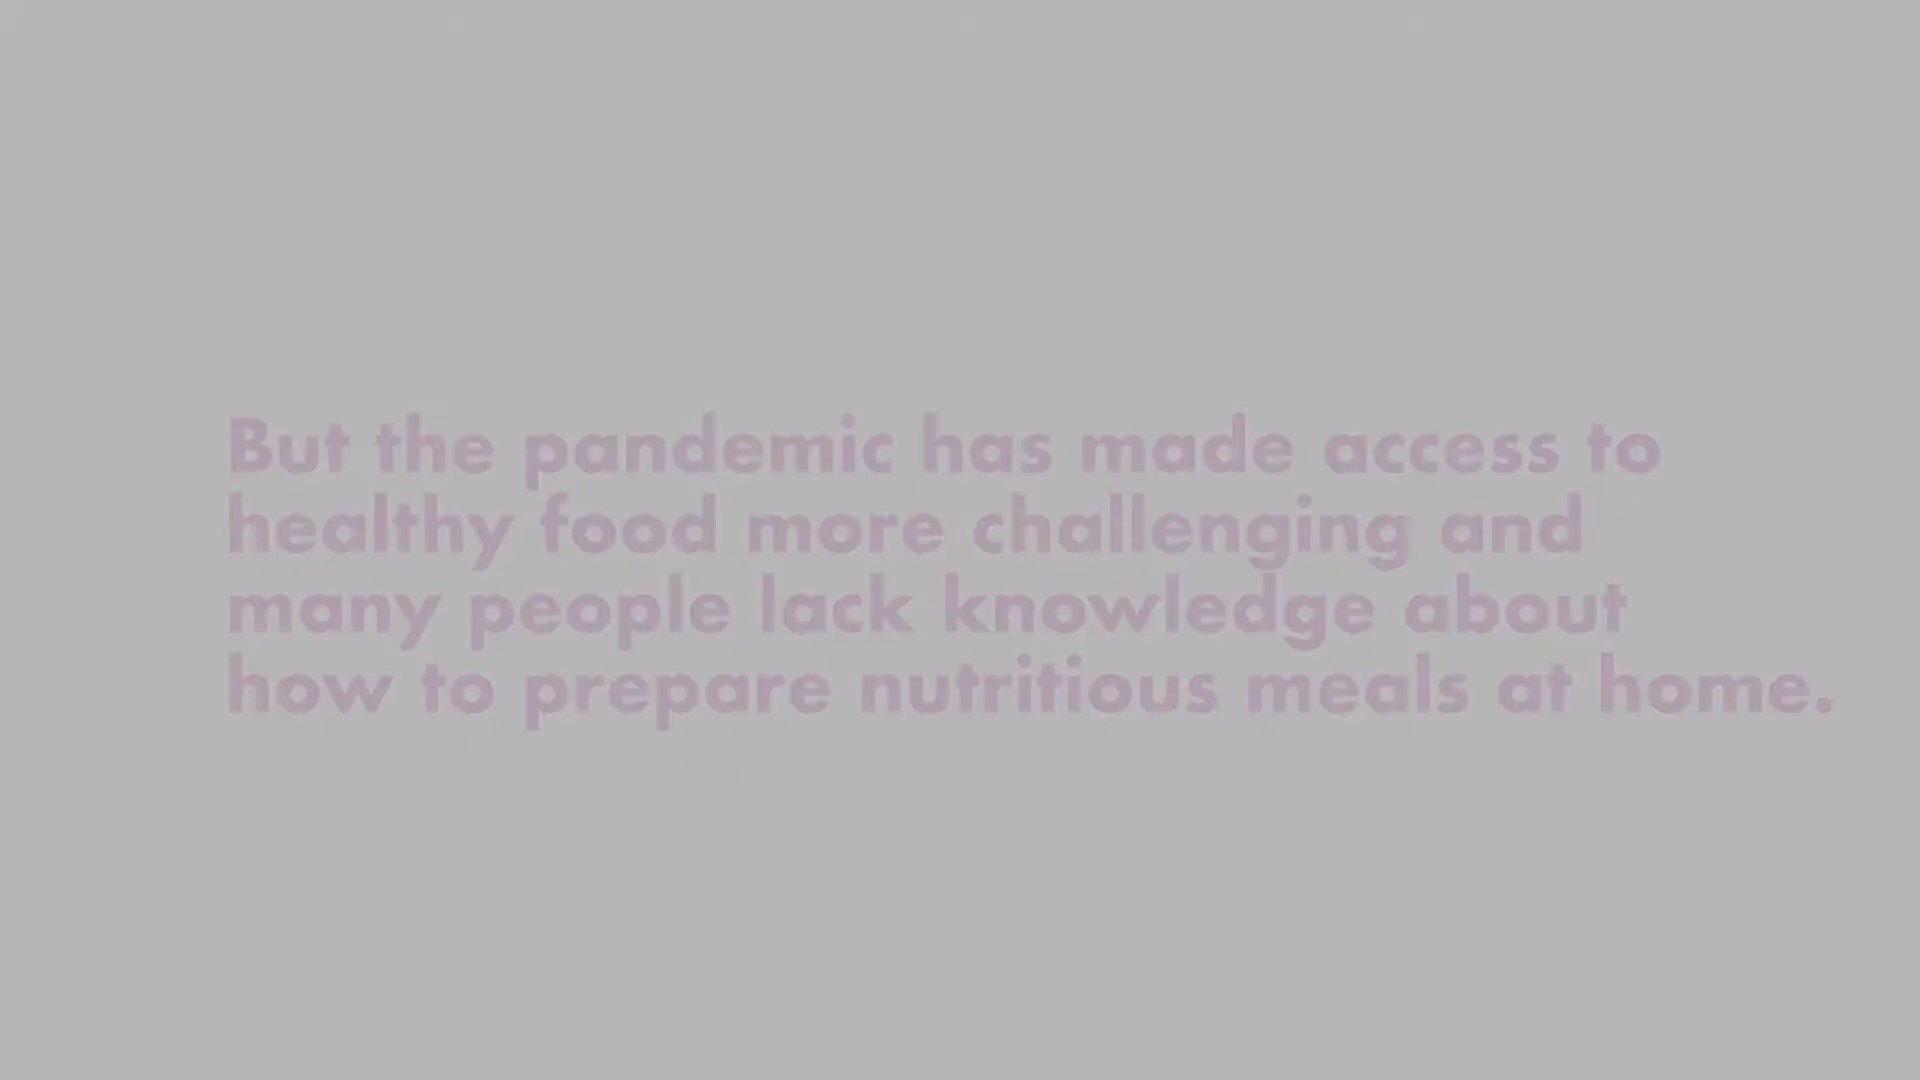 But the pandemic has made access to
healthy food more challenging and
many people lack knowledge about
how to prepare nutritious meals at home.